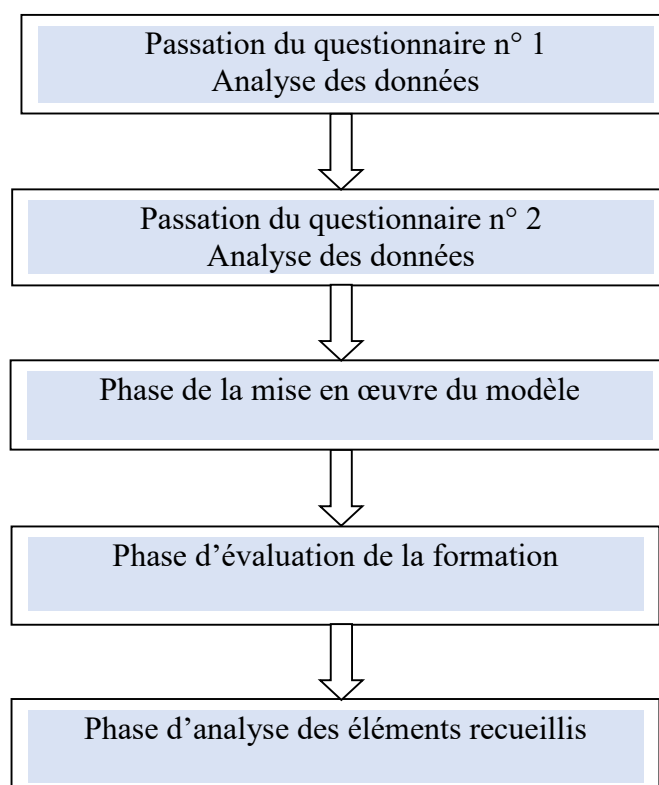 Passation du questionnaire n° 1
Analyse des données
Passation du questionnaire n° 2
Analyse des données
Phase de la mise en œuvre du modèle
Phase d’évaluation de la formation
Phase d’analyse des éléments recueillis